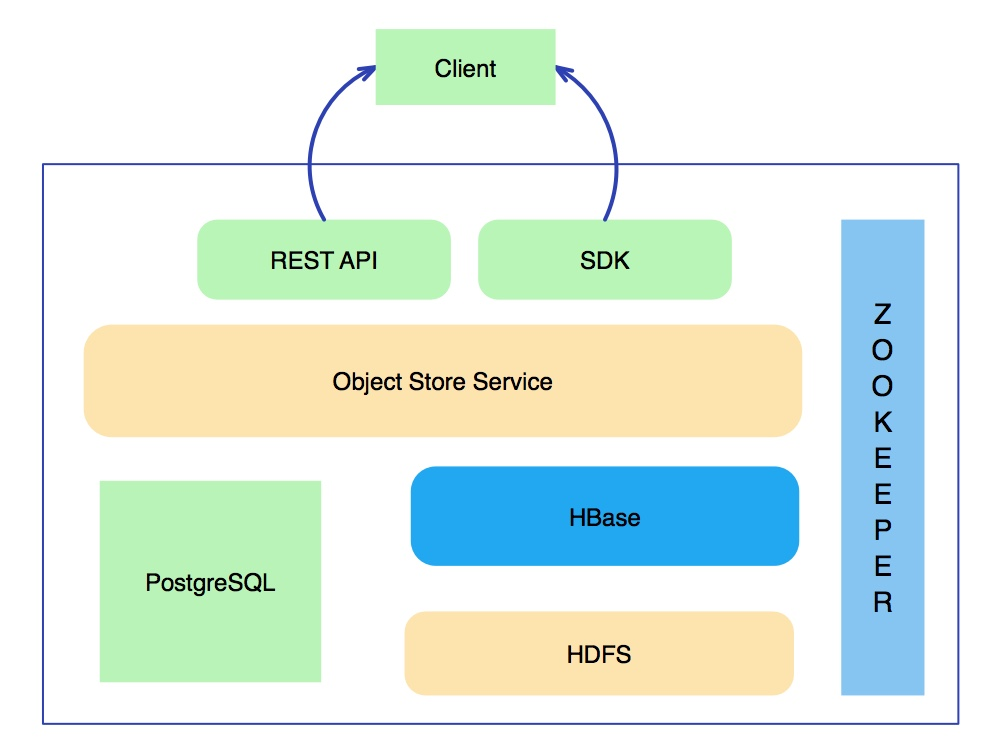 Client
REST API
SDK
Object Store Service
HBase
PostgreSQL
HDFS
Z
O
O
K
E
E
P
E
R